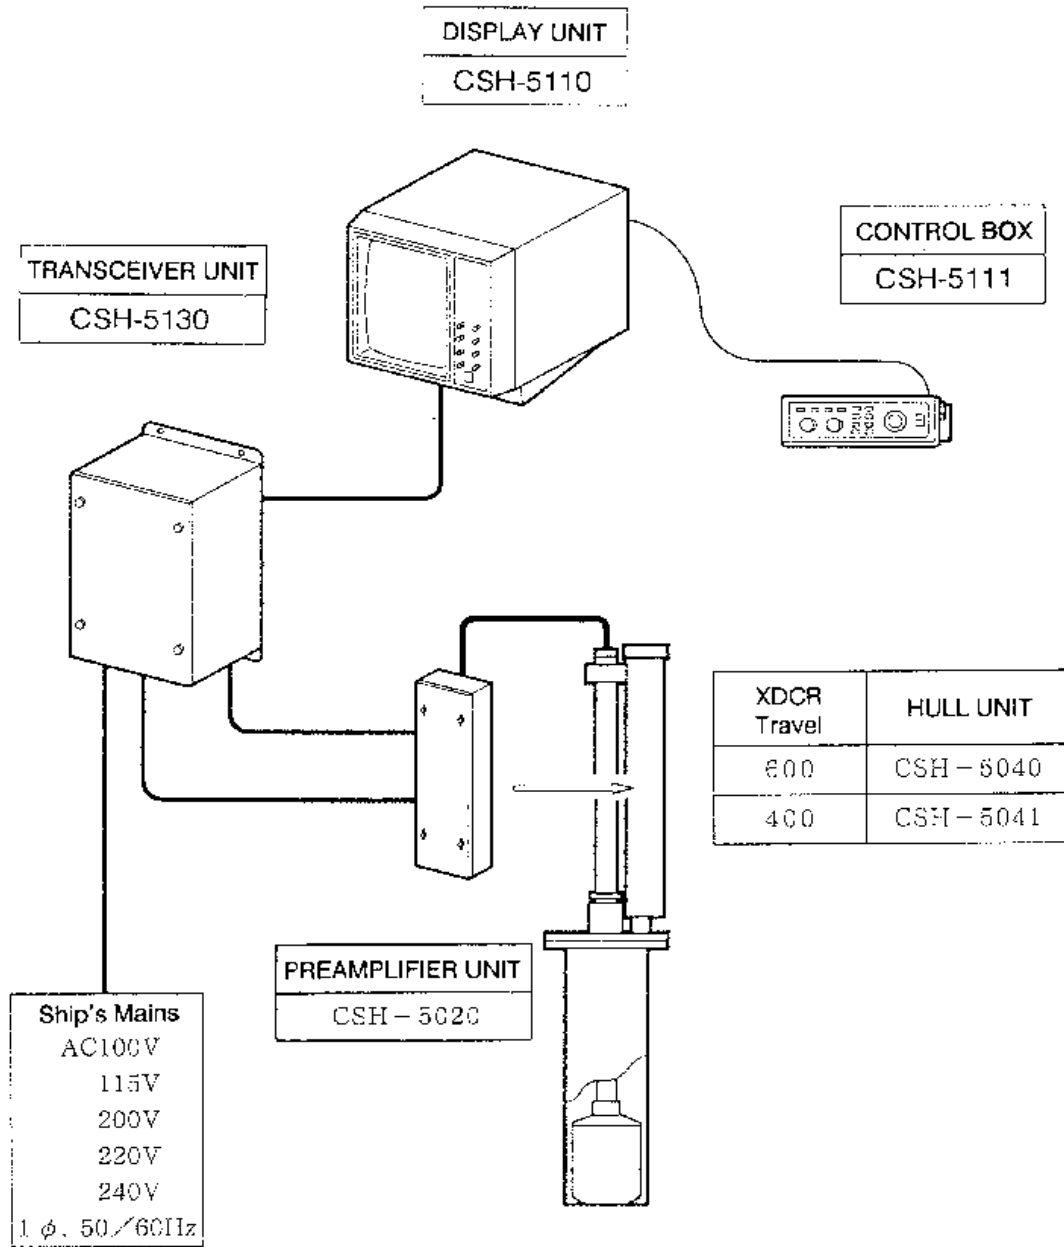 DISPLAY UNIT
CSH-5110
CONTROL BOX
CSH-5111
TRANSCEIVER UNIT
CSH-5130
XDCR
Travel
HULL UNIT
600
CSH-5040
400
CSH-5041
PREAMPLIFIER UNIT
CSH-5020
Ship's Mains
AC100V
115V
200V
220V
240V
1 φ, 50/60Hz